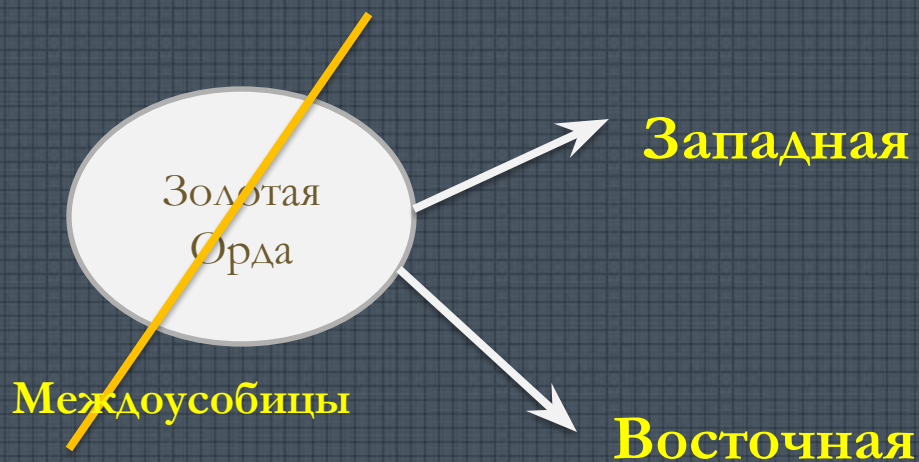 Западная
Золотая
Орда
Междоусобицы
Восточная